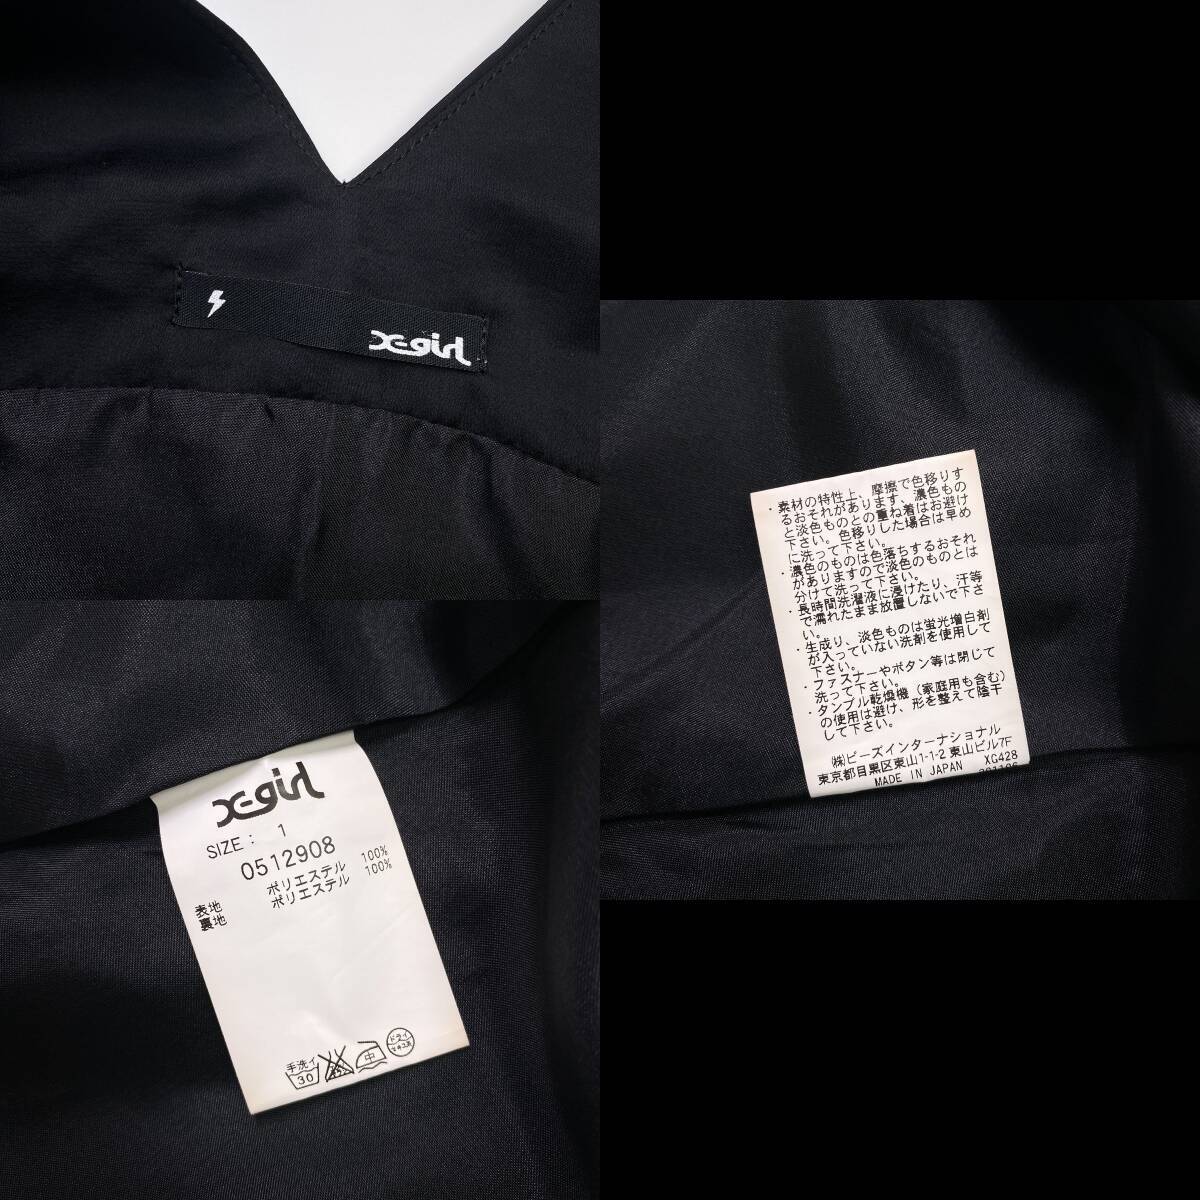 X-girl
・素材の特性上、摩擦で色移りす
るおそれがあります、濃色もの
と淡色ものとの重ね着はお避け
下さい。色移りした場合は早め
に洗って下さい。
・濃色のものは色落ちするおそれ
がありますので淡色のものとは
分けて洗って下さい。
・長時間洗濯液に浸けたり、汗等
で濡れたまま放置しないで下さ
い。
・生成り、淡色ものは蛍光増白剤
が入っていない洗剤を使用して
下さい。
・ファスナーやボタン等は閉じて
洗って下さい。
・タンブル乾燥機（家庭用も含む）
の使用は避け、形を整えて陰干
して下さい。
㈱ビーズインターナショナル
東京都目黒区東山1-1-2 東山ビル7F
MADE IN JAPAN XG428
X-girl
SIZE: 1
0512908
表地 ポリエステル 100%
裏地 ポリエステル 100%
手洗イ
30
中
ドライ